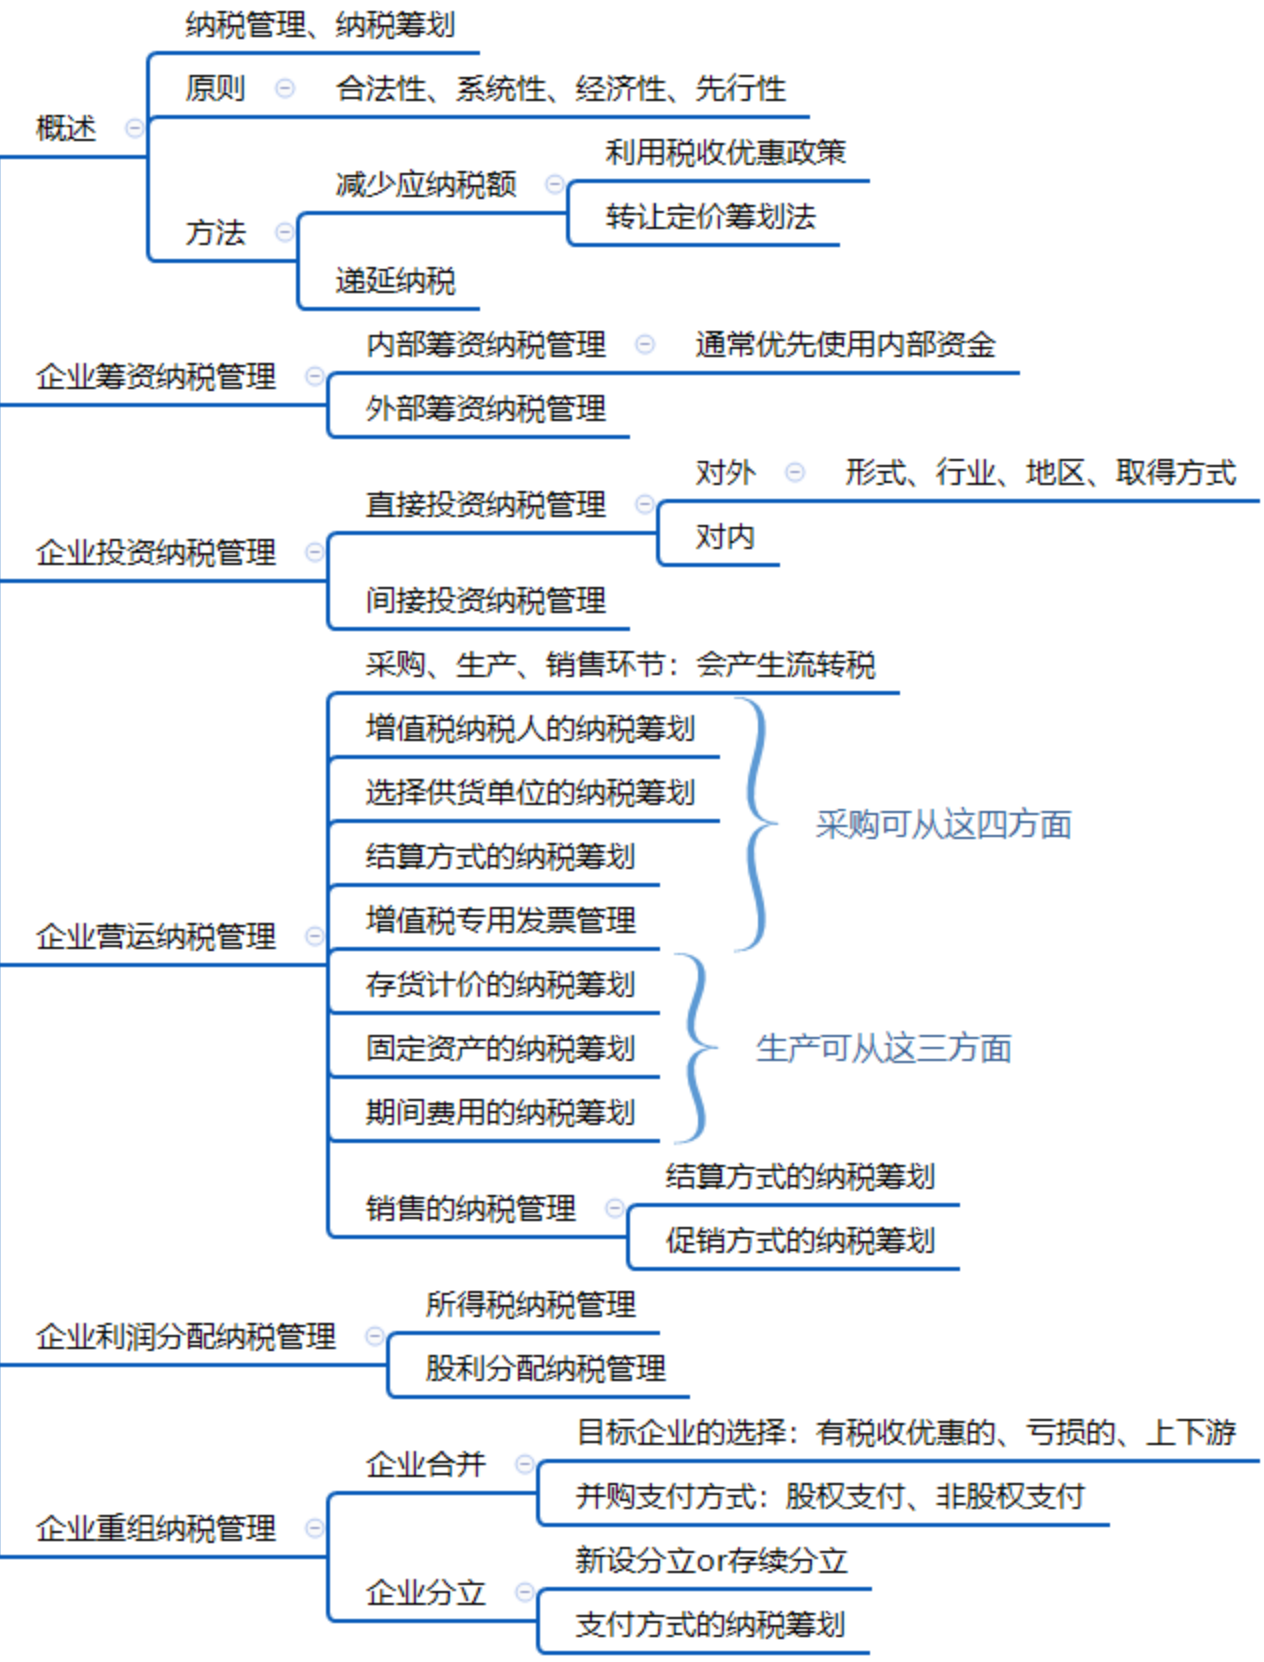 纳税管理、纳税筹划
原则
合法性、系统性、经济性、先行性
概述
利用税收优惠政策
减少应纳税额
转让定价筹划法
方法
递延纳税
内部筹资纳税管理
通常优先使用内部资金
企业筹资纳税管理
外部筹资纳税管理
对外
形式、行业、地区、取得方式
直接投资纳税管理
对内
企业投资纳税管理
间接投资纳税管理
采购、生产、销售环节：会产生流转税
增值税纳税人的纳税筹划
选择供货单位的纳税筹划
采购可从这四方面
结算方式的纳税筹划
增值税专用发票管理
企业营运纳税管理
存货计价的纳税筹划
固定资产的纳税筹划
生产可从这三方面
期间费用的纳税筹划
结算方式的纳税筹划
销售的纳税管理
促销方式的纳税筹划
所得税纳税管理
企业利润分配纳税管理
股利分配纳税管理
目标企业的选择：有税收优惠的、亏损的、上下游
企业合并
并购支付方式：股权支付、非股权支付
企业重组纳税管理
新设分立or存续分立
企业分立
支付方式的纳税筹划